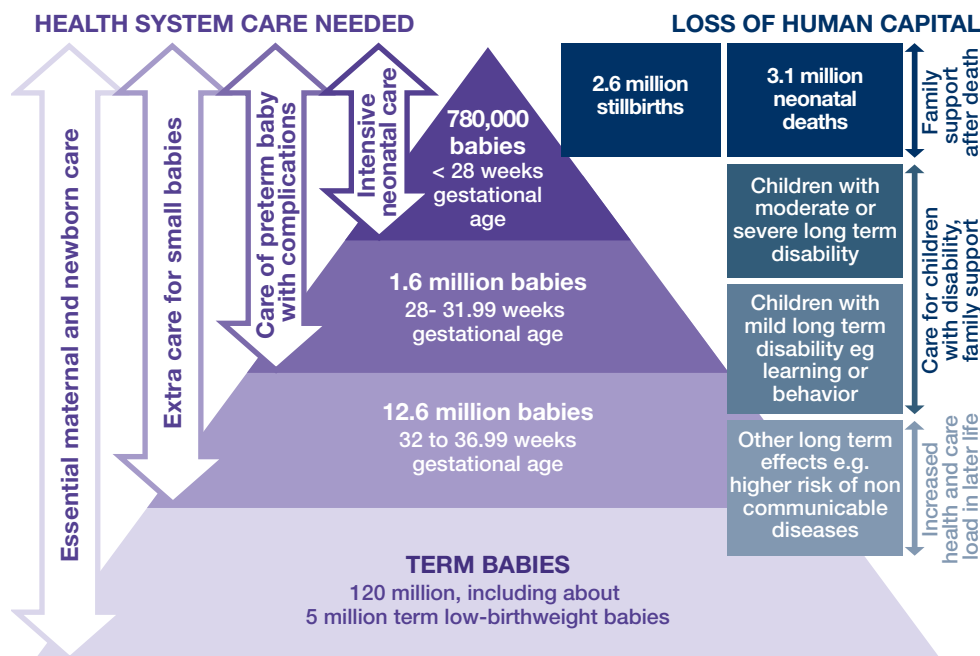 HEALTH SYSTEM CARE NEEDED
LOSS OF HUMAN CAPITAL
Essential maternal and newborn care
Extra care for small babies
Care of preterm baby
with complications
Intensive
neonatal care
780,000
babies
< 28 weeks
gestational
age
1.6 million babies
28- 31.99 weeks
gestational age
12.6 million babies
32 to 36.99 weeks
gestational age
TERM BABIES
120 million, including about
5 million term low-birthweight babies
2.6 million
stillbirths
3.1 million
neonatal
deaths
Family
support
after death
Children with
moderate or
severe long term
disability
Children with
mild long term
disability eg
learning or
behavior
Care for children
with disability,
family support
Other long term
effects e.g.
higher risk of non
communicable
diseases
Increased
health and care
load in later life